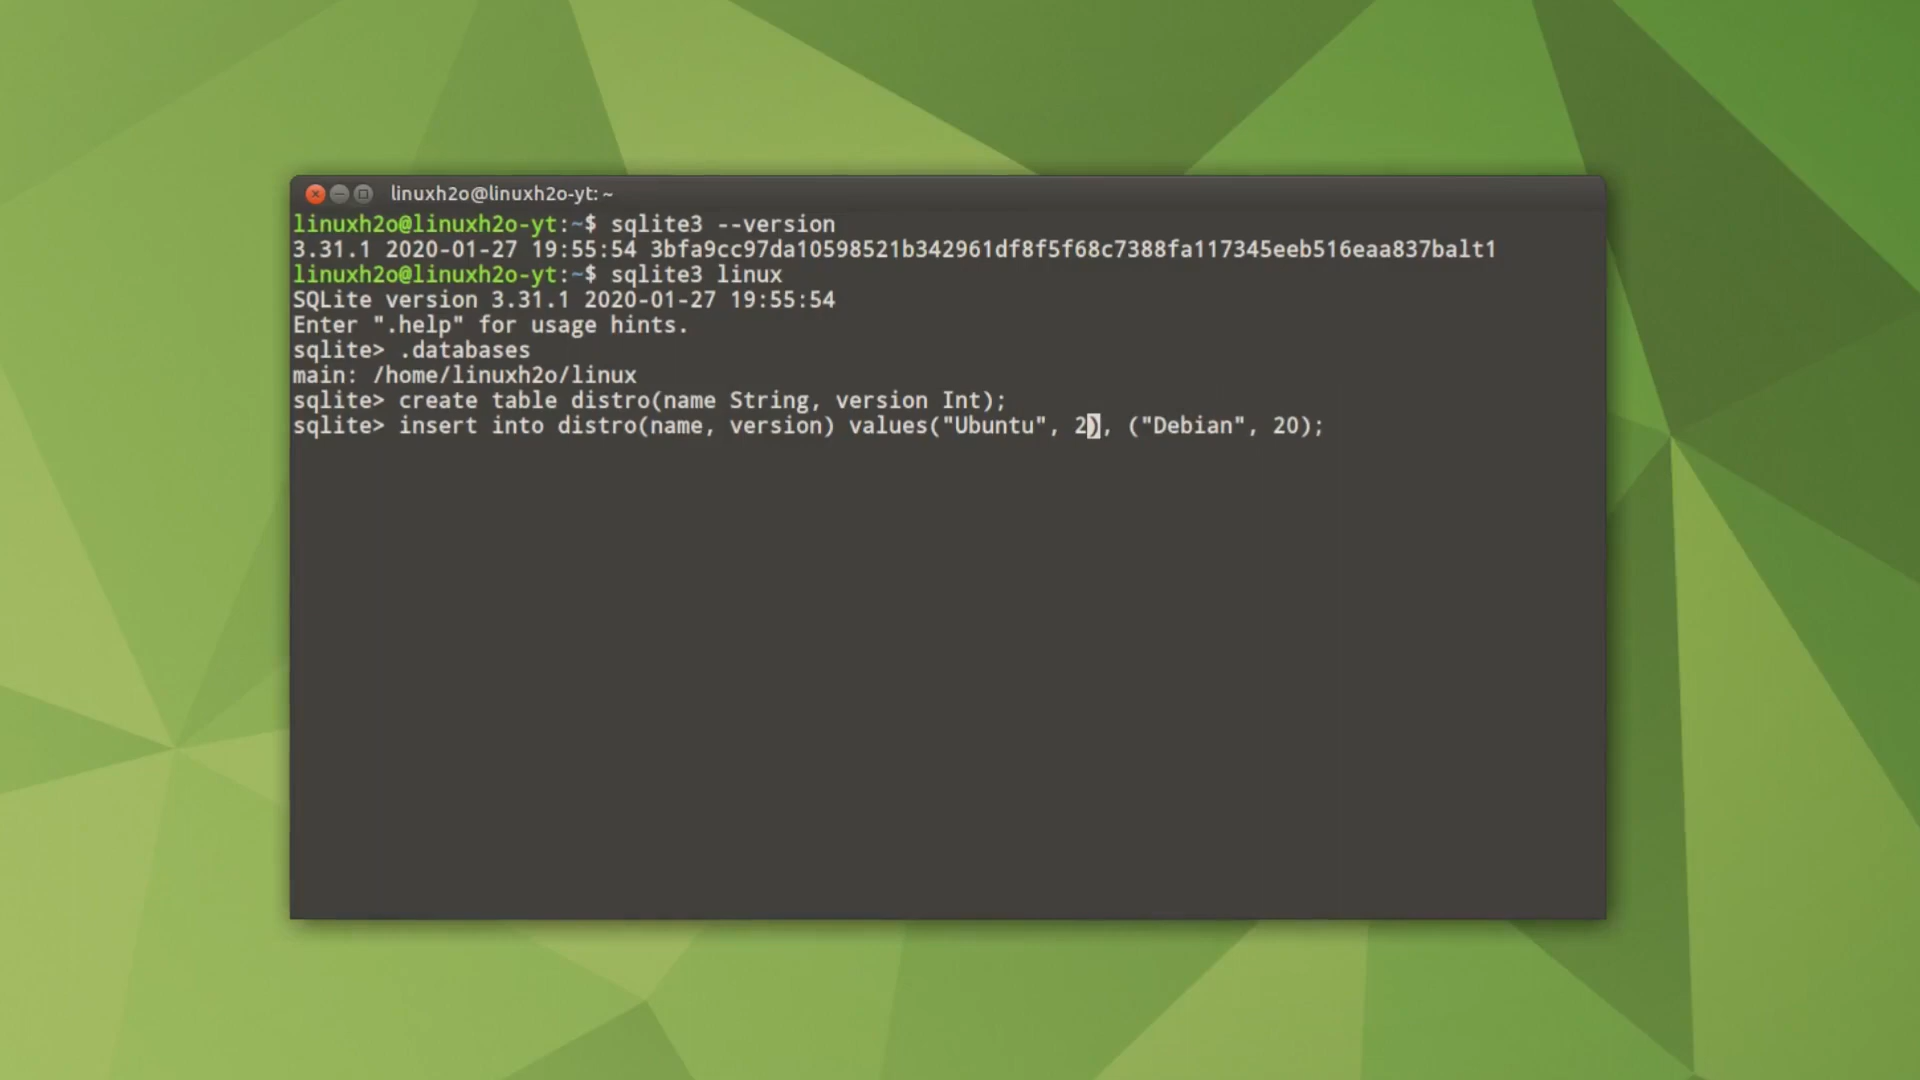 linuxh2o@linuxh2o-yt: ~
linuxh2o@linuxh2o-yt:~$ sqlite3 --version
3.31.1 2020-01-27 19:55:54 3bfa9cc97da10598521b342961df8f5f68c7388fa117345eeb516eaa837balt1
linuxh2o@linuxh2o-yt:~$ sqlite3 linux
SQLite version 3.31.1 2020-01-27 19:55:54
Enter ".help" for usage hints.
sqlite> .databases
main: /home/linuxh2o/linux
sqlite> create table distro(name String, version Int);
sqlite> insert into distro(name, version) values("Ubuntu", 2), ("Debian", 20);